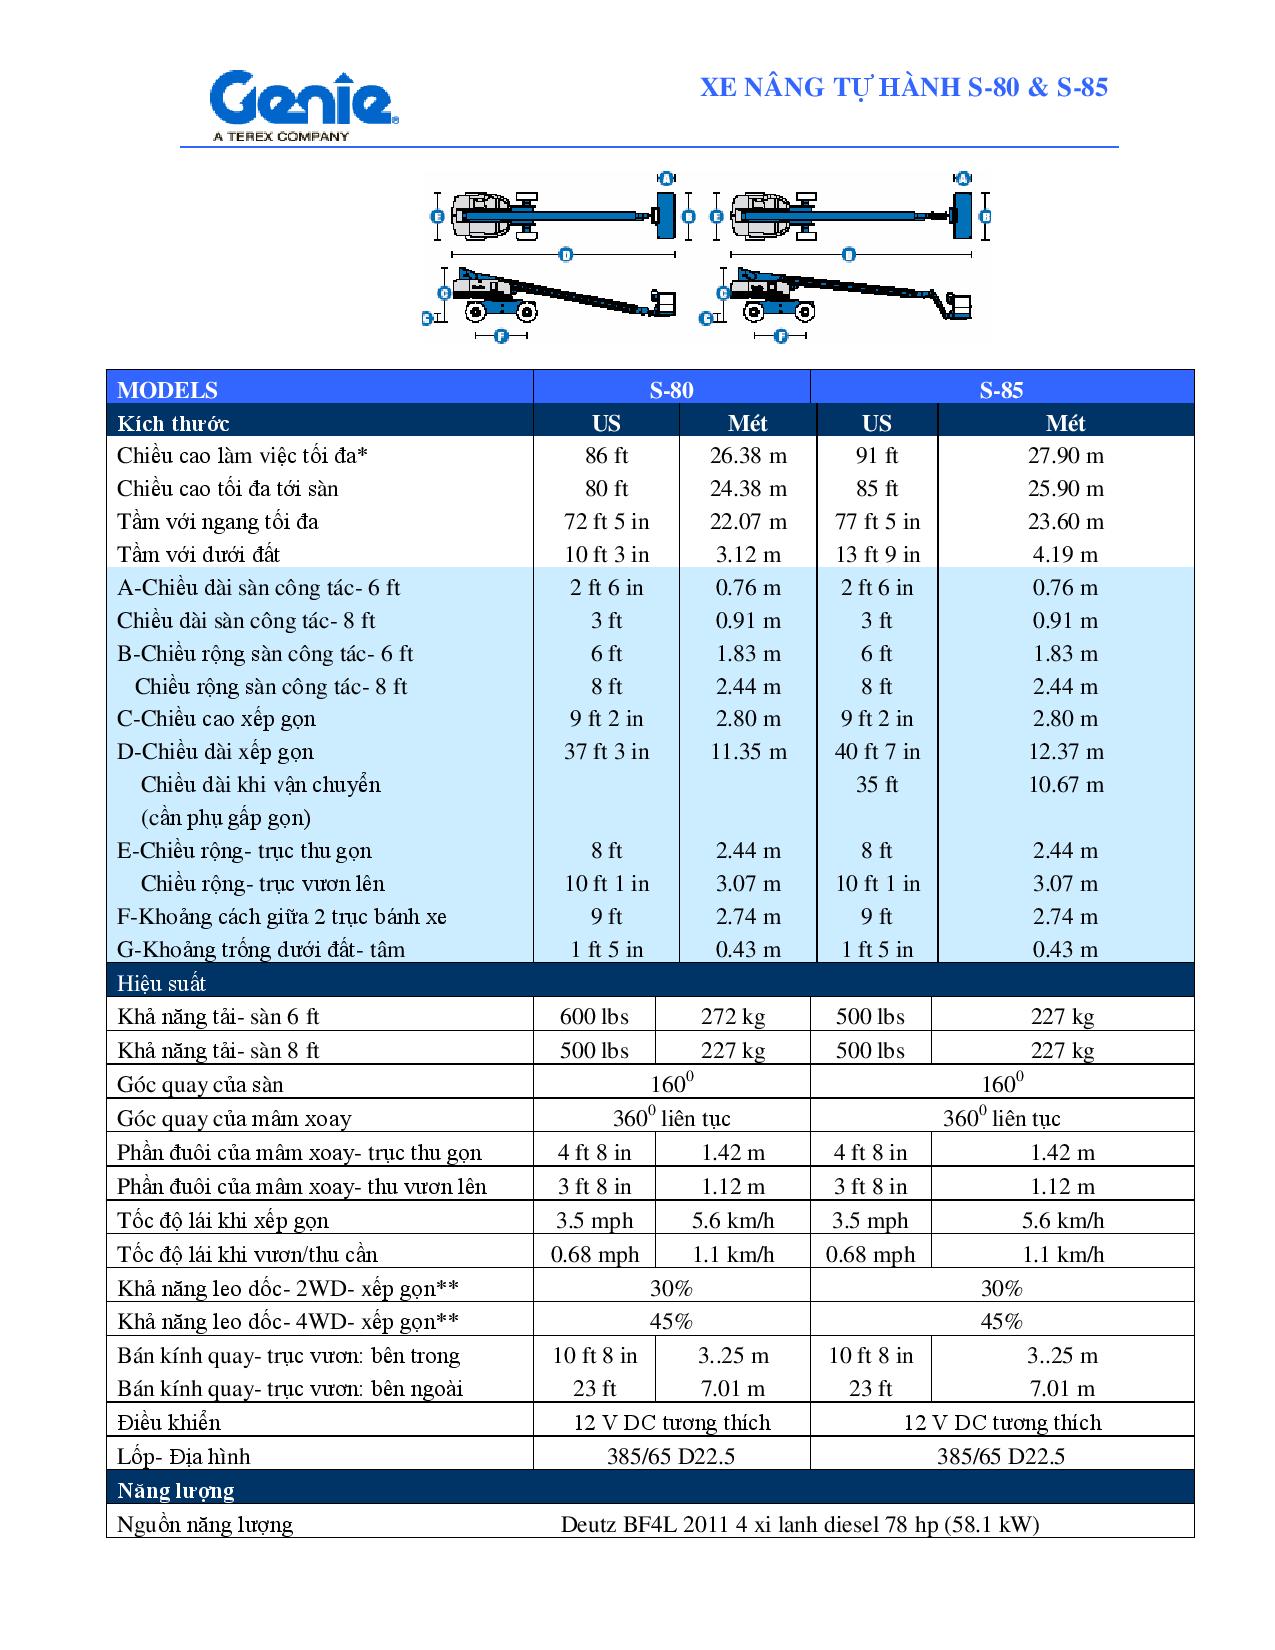 Genie®
A TEREX COMPANY
XE NÂNG TỰ HÀNH S-80 & S-85
A A
E B E B
D D
C C
F F
MODELS S-80 S-85
Kích thước US Mét US Mét
Chiều cao làm việc tối đa* 86 ft 26.38 m 91 ft 27.90 m
Chiều cao tối đa tới sàn 80 ft 24.38 m 85 ft 25.90 m
Tầm với ngang tối đa 72 ft 5 in 22.07 m 77 ft 5 in 23.60 m
Tầm với dưới đất 10 ft 3 in 3.12 m 13 ft 9 in 4.19 m
A-Chiều dài sàn công tác- 6 ft 2 ft 6 in 0.76 m 2 ft 6 in 0.76 m
Chiều dài sàn công tác- 8 ft 3 ft 0.91 m 3 ft 0.91 m
B-Chiều rộng sàn công tác- 6 ft 6 ft 1.83 m 6 ft 1.83 m
Chiều rộng sàn công tác- 8 ft 8 ft 2.44 m 8 ft 2.44 m
C-Chiều cao xếp gọn 9 ft 2 in 2.80 m 9 ft 2 in 2.80 m
D-Chiều dài xếp gọn 37 ft 3 in 11.35 m 40 ft 7 in 12.37 m
Chiều dài khi vận chuyển 35 ft 10.67 m
(cần phụ gấp gọn)
E-Chiều rộng- trục thu gọn 8 ft 2.44 m 8 ft 2.44 m
Chiều rộng- trục vươn lên 10 ft 1 in 3.07 m 10 ft 1 in 3.07 m
F-Khoảng cách giữa 2 trục bánh xe 9 ft 2.74 m 9 ft 2.74 m
G-Khoảng trống dưới đất- tâm 1 ft 5 in 0.43 m 1 ft 5 in 0.43 m
Hiệu suất
Khả năng tải- sàn 6 ft 600 lbs 272 kg 500 lbs 227 kg
Khả năng tải- sàn 8 ft 500 lbs 227 kg 500 lbs 227 kg
Góc quay của sàn 160⁰ 160⁰
Góc quay của mâm xoay 360⁰ liên tục 360⁰ liên tục
Phần đuôi của mâm xoay- trục thu gọn 4 ft 8 in 1.42 m 4 ft 8 in 1.42 m
Phần đuôi của mâm xoay- thu vươn lên 3 ft 8 in 1.12 m 3 ft 8 in 1.12 m
Tốc độ lái khi xếp gọn 3.5 mph 5.6 km/h 3.5 mph 5.6 km/h
Tốc độ lái khi vươn/thu cần 0.68 mph 1.1 km/h 0.68 mph 1.1 km/h
Khả năng leo dốc- 2WD- xếp gọn** 30% 30%
Khả năng leo dốc- 4WD- xếp gọn** 45% 45%
Bán kính quay- trục vươn: bên trong 10 ft 8 in 3..25 m 10 ft 8 in 3..25 m
Bán kính quay- trục vươn: bên ngoài 23 ft 7.01 m 23 ft 7.01 m
Điều khiển 12 V DC tương thích 12 V DC tương thích
Lốp- Địa hình 385/65 D22.5 385/65 D22.5
Năng lượng
Nguồn năng lượng Deutz BF4L 2011 4 xi lanh diesel 78 hp (58.1 kW)